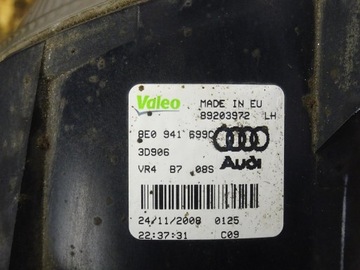 Valeo MADE IN EU
89203972 LH
8E0 941 699C
3D906 Audi
VR4 B7 08S
24/11/2008 0125
22:37:31 C09